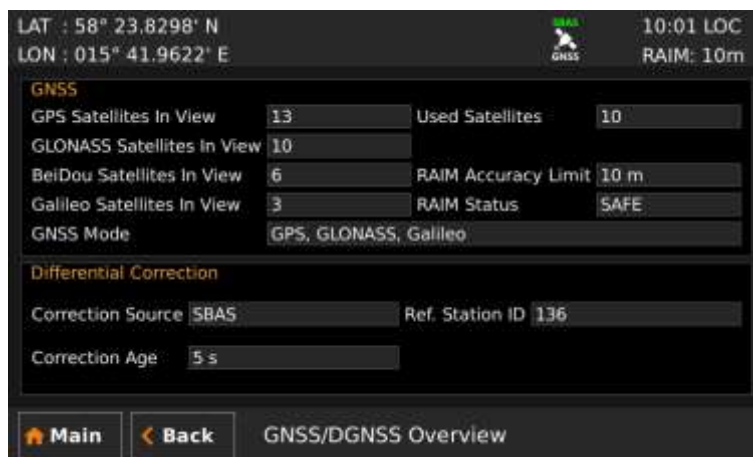 LAT : 58° 23.8298' N
LON : 015° 41.9622' E
SBAS
GNSS
10:01 LOC
RAIM: 10m
GNSS
GPS Satellites In View 13 Used Satellites 10
GLONASS Satellites In View 10
BeiDou Satellites In View 6 RAIM Accuracy Limit 10 m
Galileo Satellites In View 3 RAIM Status SAFE
GNSS Mode GPS, GLONASS, Galileo
Differential Correction
Correction Source SBAS Ref. Station ID 136
Correction Age 5 s
Main Back GNSS/DGNSS Overview